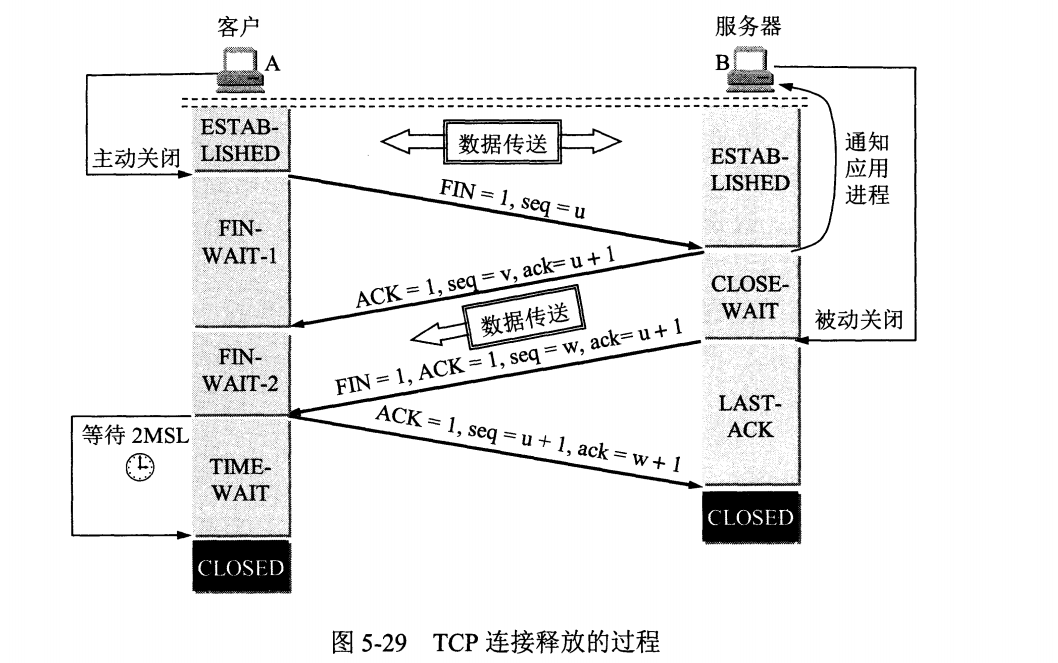 客户
服务器
A
B
ESTAB-
LISHED
数据传送
通知
应用
进程
主动关闭
ESTAB-
LISHED
FIN = 1, seq = u
FIN-
WAIT-1
ACK = 1, seq = v, ack= u + 1
CLOSE-
WAIT
数据传送
被动关闭
FIN-
WAIT-2
FIN = 1, ACK = 1, seq = w, ack= u + 1
LAST-
ACK
ACK = 1, seq = u + 1, ack = w + 1
等待 2MSL
TIME-
WAIT
CLOSED
CLOSED
图 5-29 TCP 连接释放的过程